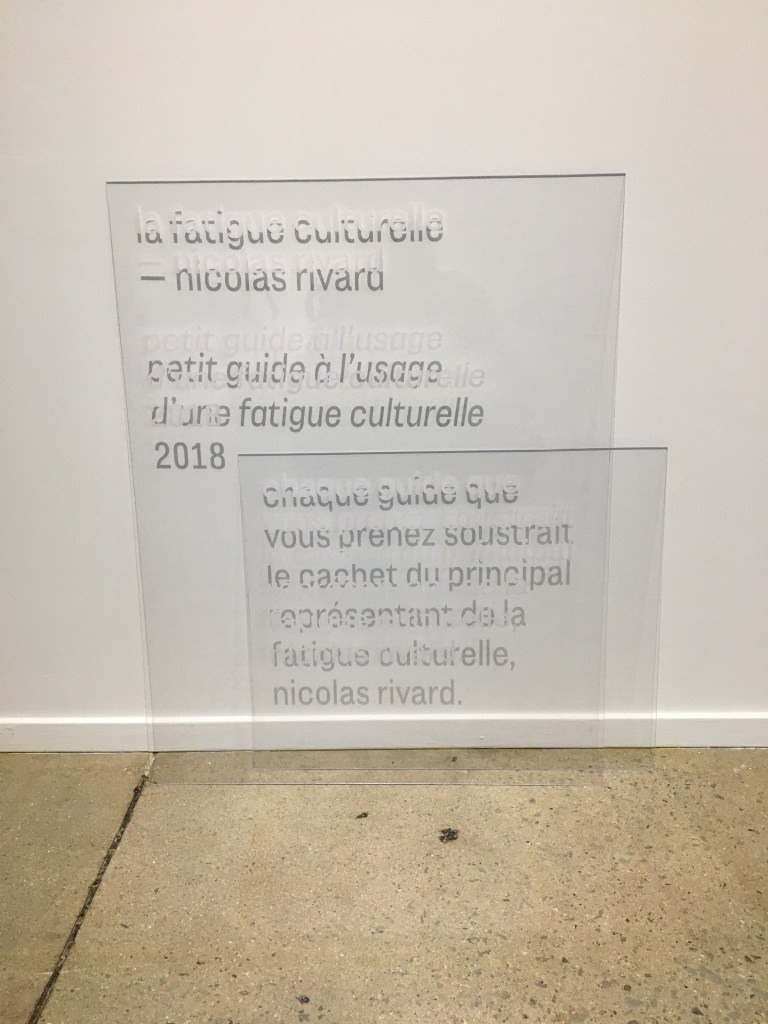 la fatigue culturelle
— nicolas rivard
petit guide à l'usage
d'une fatigue culturelle
2018
chaque guide que
vous prenez soustrait
le cachet du principal
représentant de la
fatigue culturelle,
nicolas rivard.